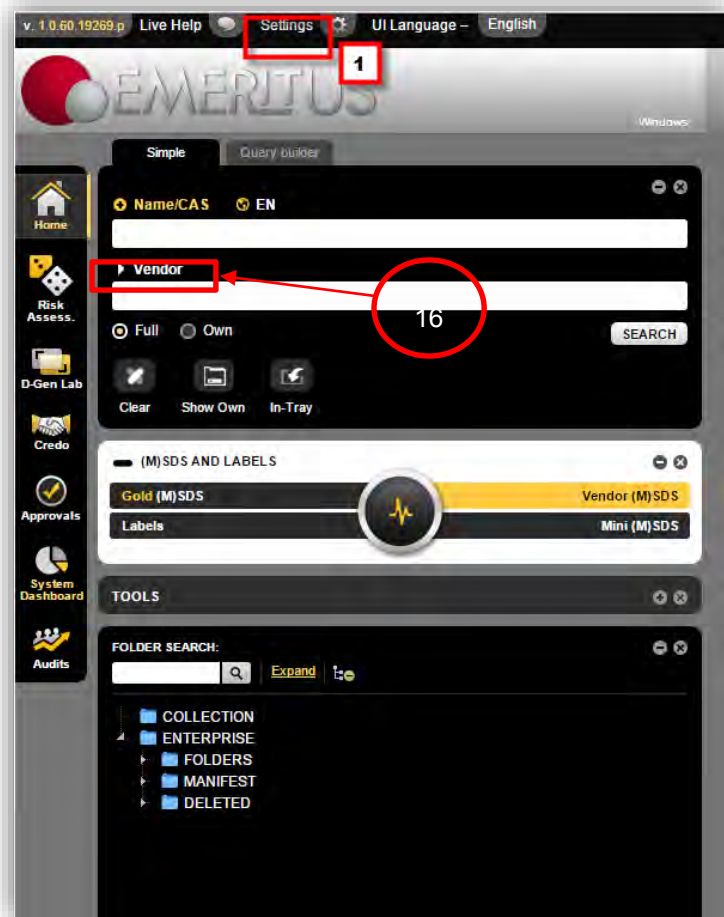 v. 1.0.60.19269.p Live Help Settings UI Language – English
1
EMERITUS
Windows
Simple Query builder
Home
Name/CAS EN
Vendor
16
Risk
Assess.
Full Own SEARCH
D-Gen Lab
Clear Show Own In-Tray
Credo
(M)SDS AND LABELS
Gold (M)SDS Vendor (M)SDS
Labels Mini (M)SDS
Approvals
System
Dashboard
TOOLS
Audits
FOLDER SEARCH:
Expand
COLLECTION
ENTERPRISE
FOLDERS
MANIFEST
DELETED